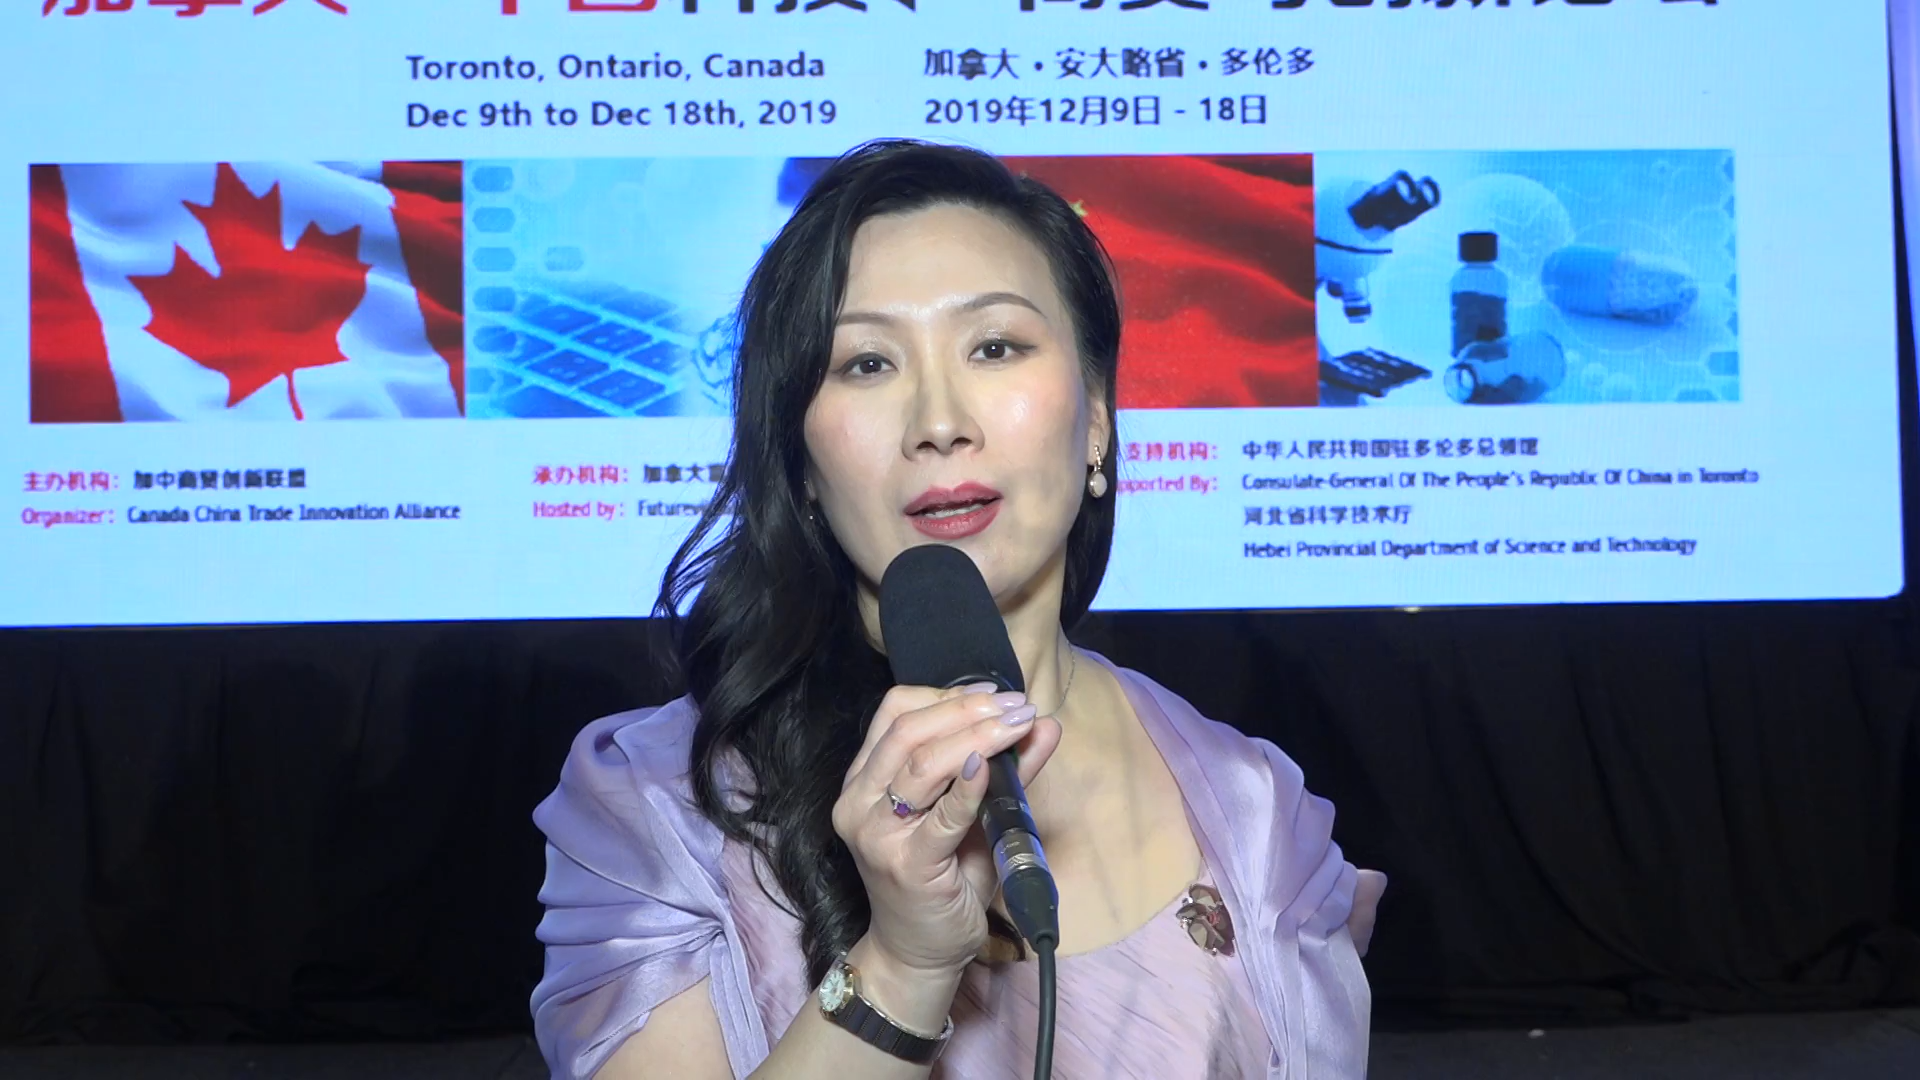 Toronto, Ontario, Canada
加拿大·安大略省·多伦多
Dec 9th to Dec 18th, 2019
2019年12月9日 - 18日
主办机构：加中商贸创新联盟
Organizer： Canada China Trade Innovation Alliance
承办机构：加拿大
Hosted by：
支持机构： 中华人民共和国驻多伦多总领馆
pported By： Consulate-General Of The People's Republic Of China in Toronto
河北省科学技术厅
Hebei Provincial Department of Science and Technology